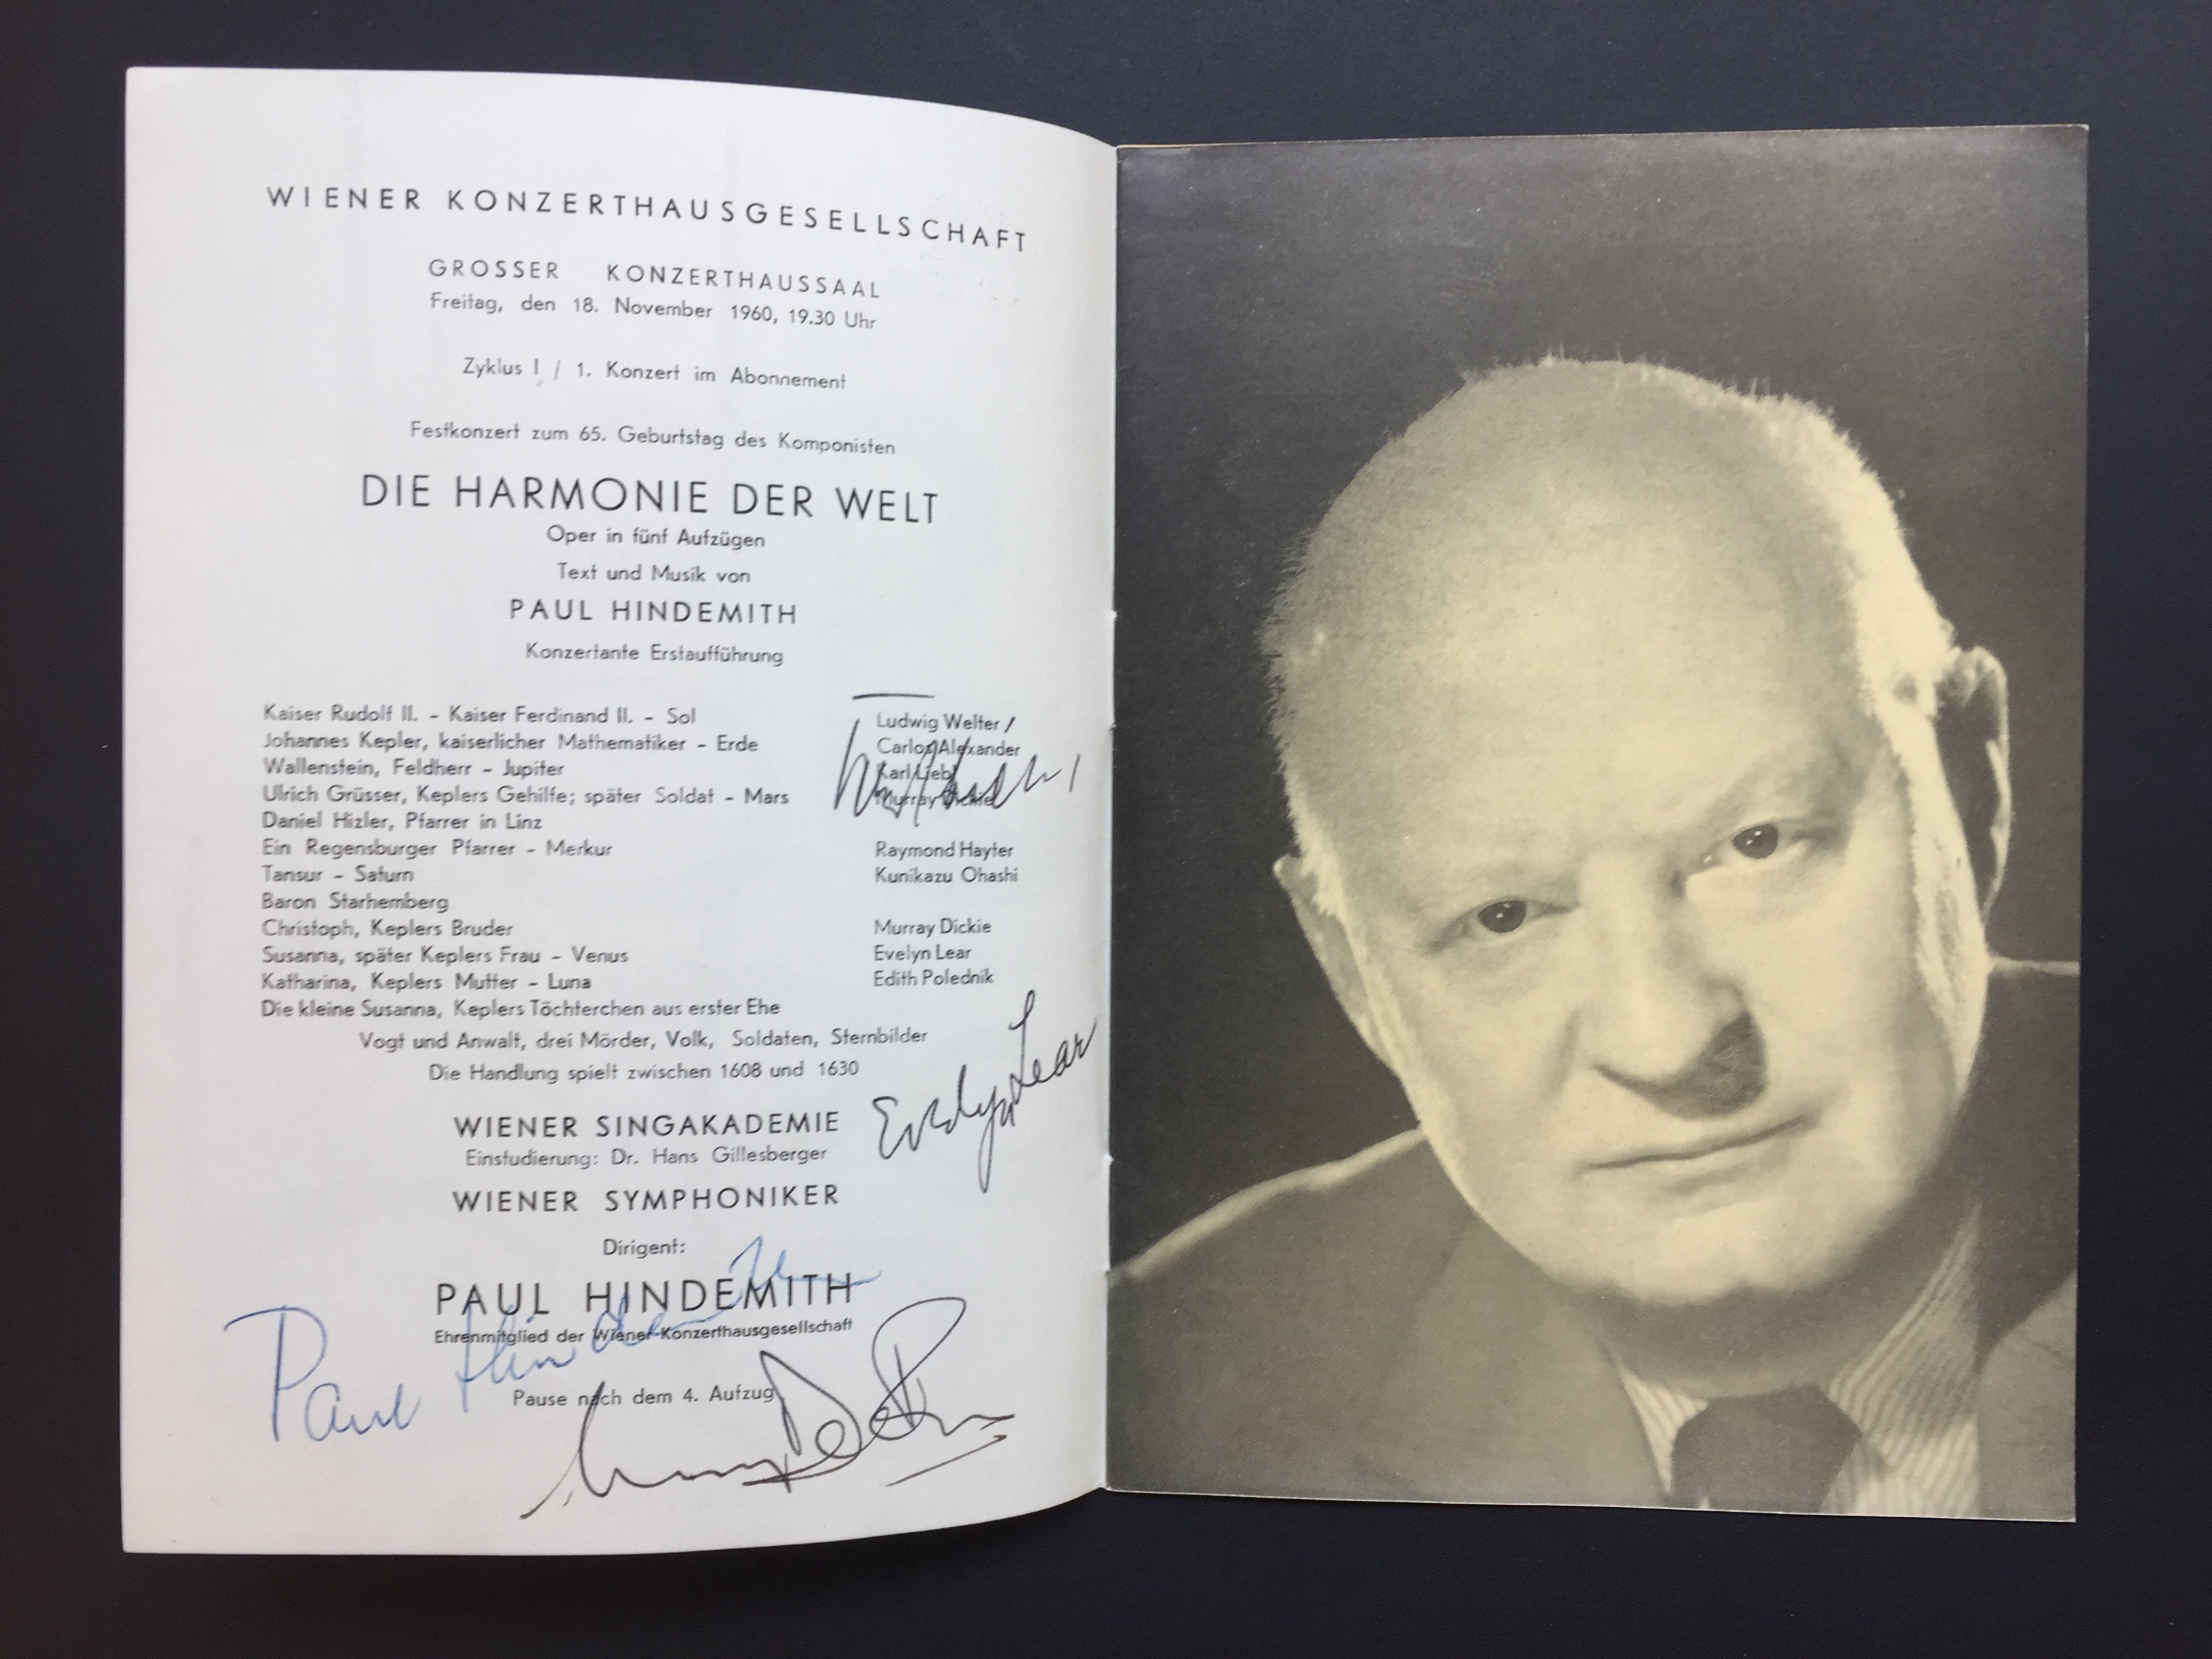 WIENER KONZERTHAUSGESELLSCHAFT
GROSSER KONZERTHAUSSAAL
Freitag, den 18. November 1960, 19.30 Uhr
Zyklus I / 1. Konzert im Abonnement
Festkonzert zum 65. Geburtstag des Komponisten
DIE HARMONIE DER WELT
Oper in fünf Aufzügen
Text und Musik von
PAUL HINDEMITH
Konzertante Erstaufführung
Kaiser Rudolf II. – Kaiser Ferdinand II. – Sol Ludwig Welter /
Johannes Kepler, kaiserlicher Mathematiker – Erde Carlos Alexander
Wallenstein, Feldherr – Jupiter Karl Liebl
Ulrich Grüsser, Keplers Gehilfe; später Soldat – Mars Murray Dickie
Daniel Hizler, Pfarrer in Linz
Ein Regensburger Pfarrer – Merkur Raymond Hayter
Tansur – Saturn Kunikazu Ohashi
Baron Starhemberg
Christoph, Keplers Bruder Murray Dickie
Susanna, später Keplers Frau – Venus Evelyn Lear
Katharina, Keplers Mutter – Luna Edith Polednik
Die kleine Susanna, Keplers Töchterchen aus erster Ehe
Vogt und Anwalt, drei Mörder, Volk, Soldaten, Sternbilder
Die Handlung spielt zwischen 1608 und 1630
Evelyn Lear
WIENER SINGAKADEMIE
Einstudierung: Dr. Hans Gillesberger
WIENER SYMPHONIKER
Dirigent:
PAUL HINDEMITH
Ehrenmitglied der Wiener Konzerthausgesellschaft
Paul Hindemith
Pause nach dem 4. Aufzug